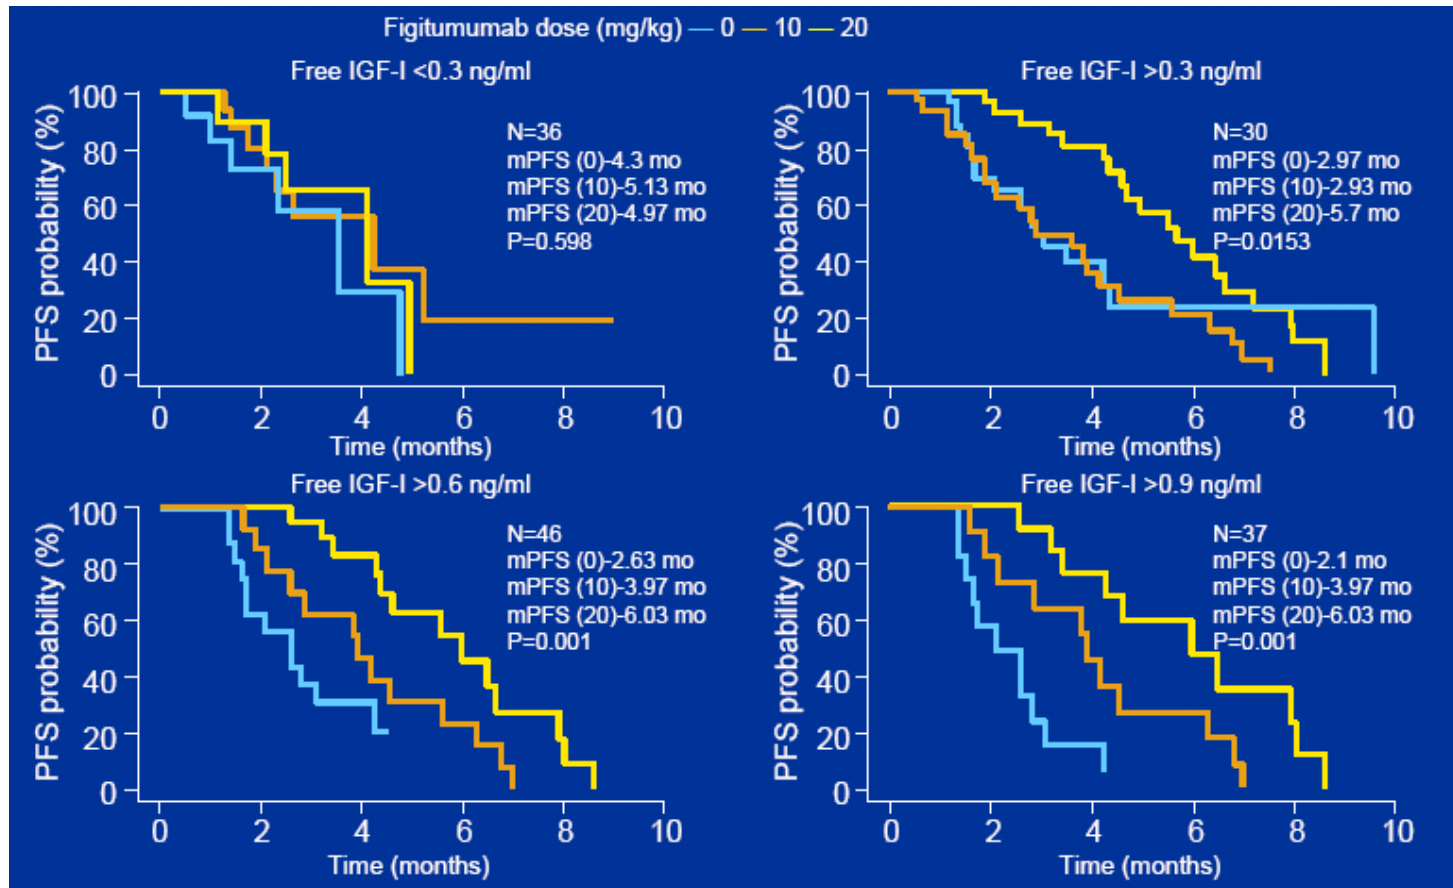 Figitumumab dose (mg/kg) — 0 — 10 — 20
Free IGF-I <0.3 ng/ml
PFS probability (%)
100
80
60
40
20
0
N=36
mPFS (0)-4.3 mo
mPFS (10)-5.13 mo
mPFS (20)-4.97 mo
P=0.598
0 2 4 6 8 10
Time (months)
Free IGF-I >0.3 ng/ml
PFS probability (%)
100
80
60
40
20
0
N=30
mPFS (0)-2.97 mo
mPFS (10)-2.93 mo
mPFS (20)-5.7 mo
P=0.0153
0 2 4 6 8 10
Time (months)
Free IGF-I >0.6 ng/ml
PFS probability (%)
100
80
60
40
20
0
N=46
mPFS (0)-2.63 mo
mPFS (10)-3.97 mo
mPFS (20)-6.03 mo
P=0.001
0 2 4 6 8 10
Time (months)
Free IGF-I >0.9 ng/ml
PFS probability (%)
100
80
60
40
20
0
N=37
mPFS (0)-2.1 mo
mPFS (10)-3.97 mo
mPFS (20)-6.03 mo
P=0.001
0 2 4 6 8 10
Time (months)